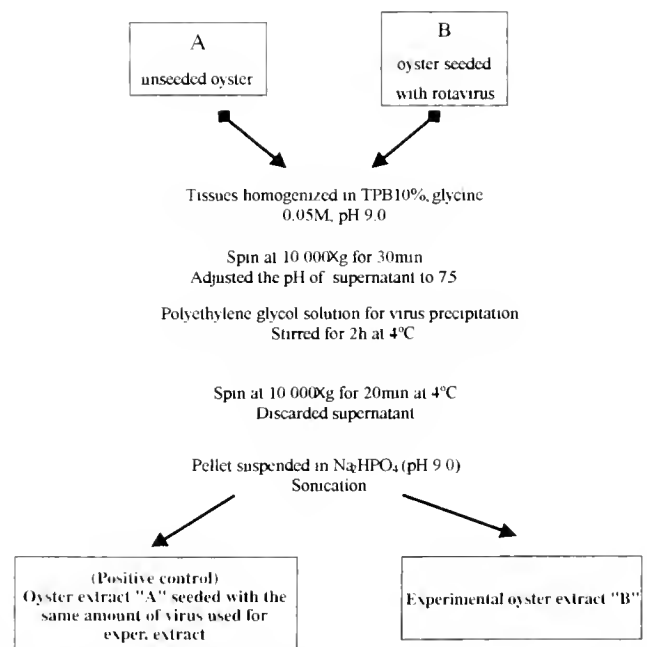 A
unseeded oyster
B
oyster seeded
with rotavirus
Tissues homogenized in TPB10%, glycine
0.05M, pH 9.0
Spin at 10 000Xg for 30min
Adjusted the pH of supernatant to 75
Polyethylene glycol solution for virus precipitation
Stirred for 2h at 4°C
Spin at 10 000Xg for 20min at 4°C
Discarded supernatant
Pellet suspended in Na₂HPO₄ (pH 9 0)
Sonication
(Positive control)
Oyster extract "A" seeded with the
same amount of virus used for
exper. extract
Experimental oyster extract "B"